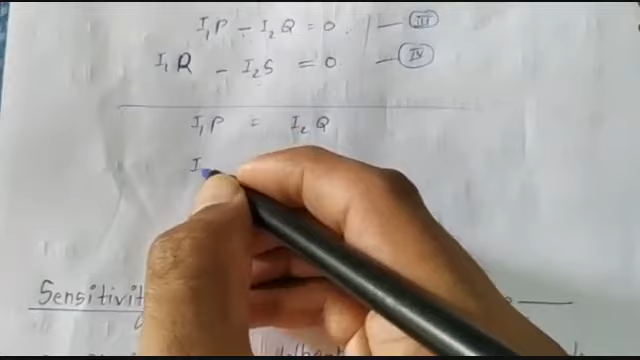 I₁P - I₂Q = 0. — III
I₁R - I₂S = 0. — IV
I₁P = I₂Q
I
Sensitivit